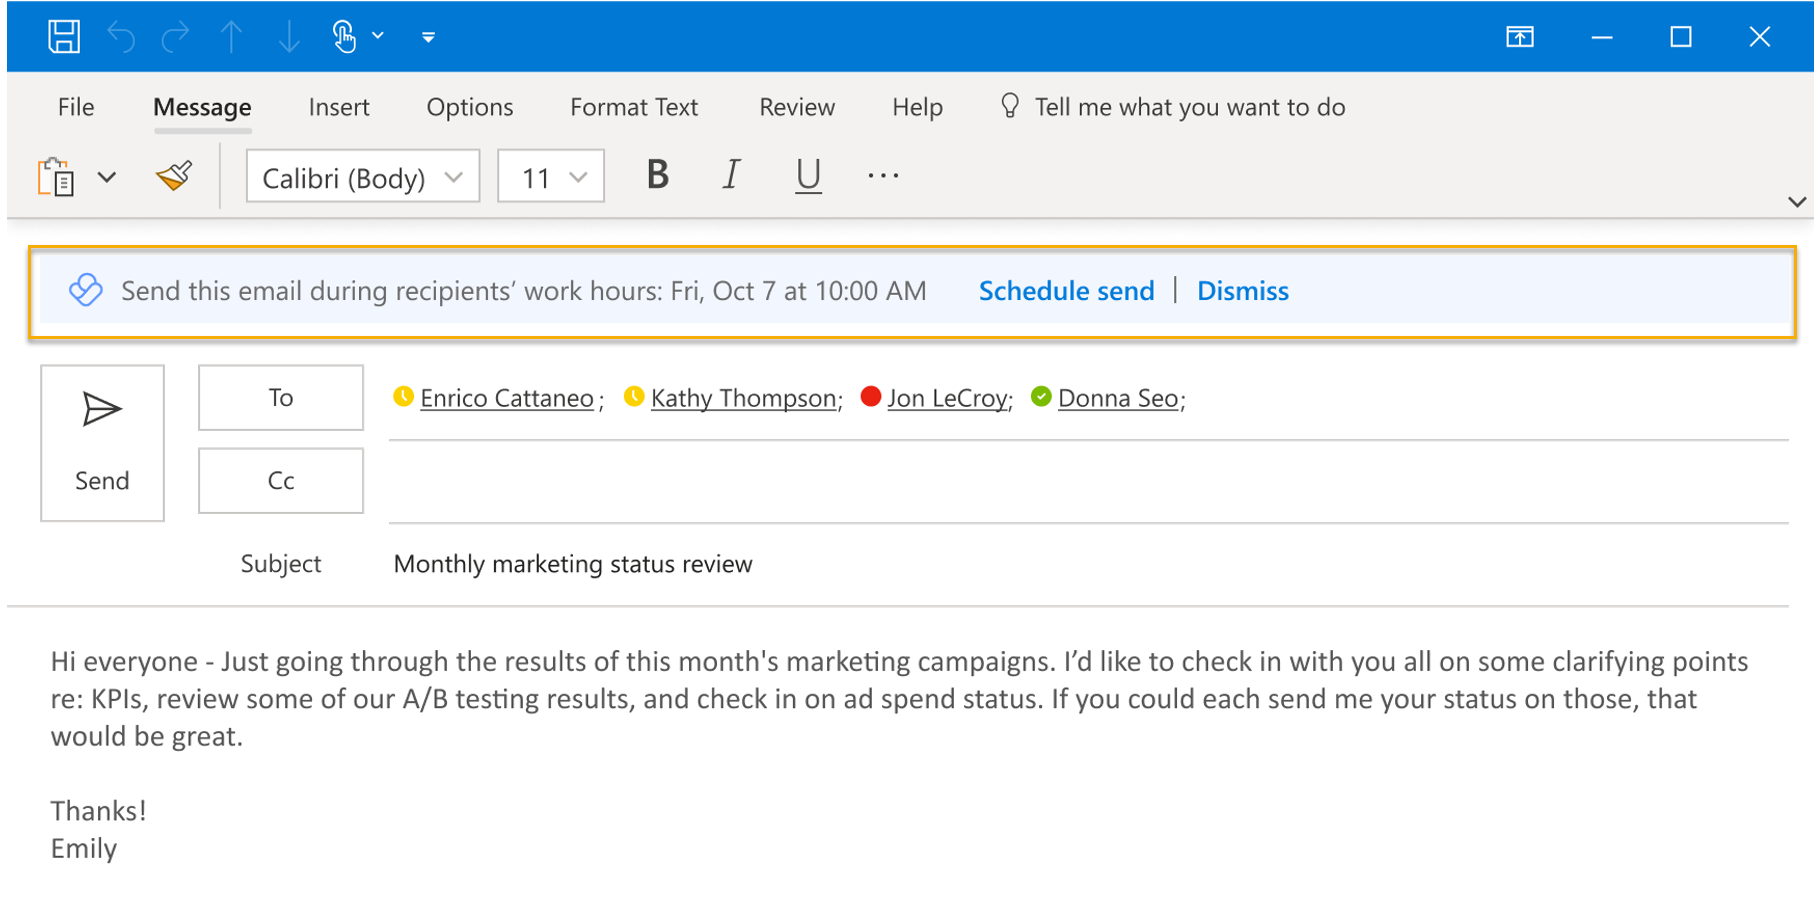 File Message Insert Options Format Text Review Help Tell me what you want to do
Calibri (Body) 11 B I U ...
Send this email during recipients’ work hours: Fri, Oct 7 at 10:00 AM Schedule send | Dismiss
To Enrico Cattaneo ; Kathy Thompson; Jon LeCroy; Donna Seo;
Send Cc
Subject Monthly marketing status review
Hi everyone - Just going through the results of this month's marketing campaigns. I’d like to check in with you all on some clarifying points
re: KPIs, review some of our A/B testing results, and check in on ad spend status. If you could each send me your status on those, that
would be great.
Thanks!
Emily